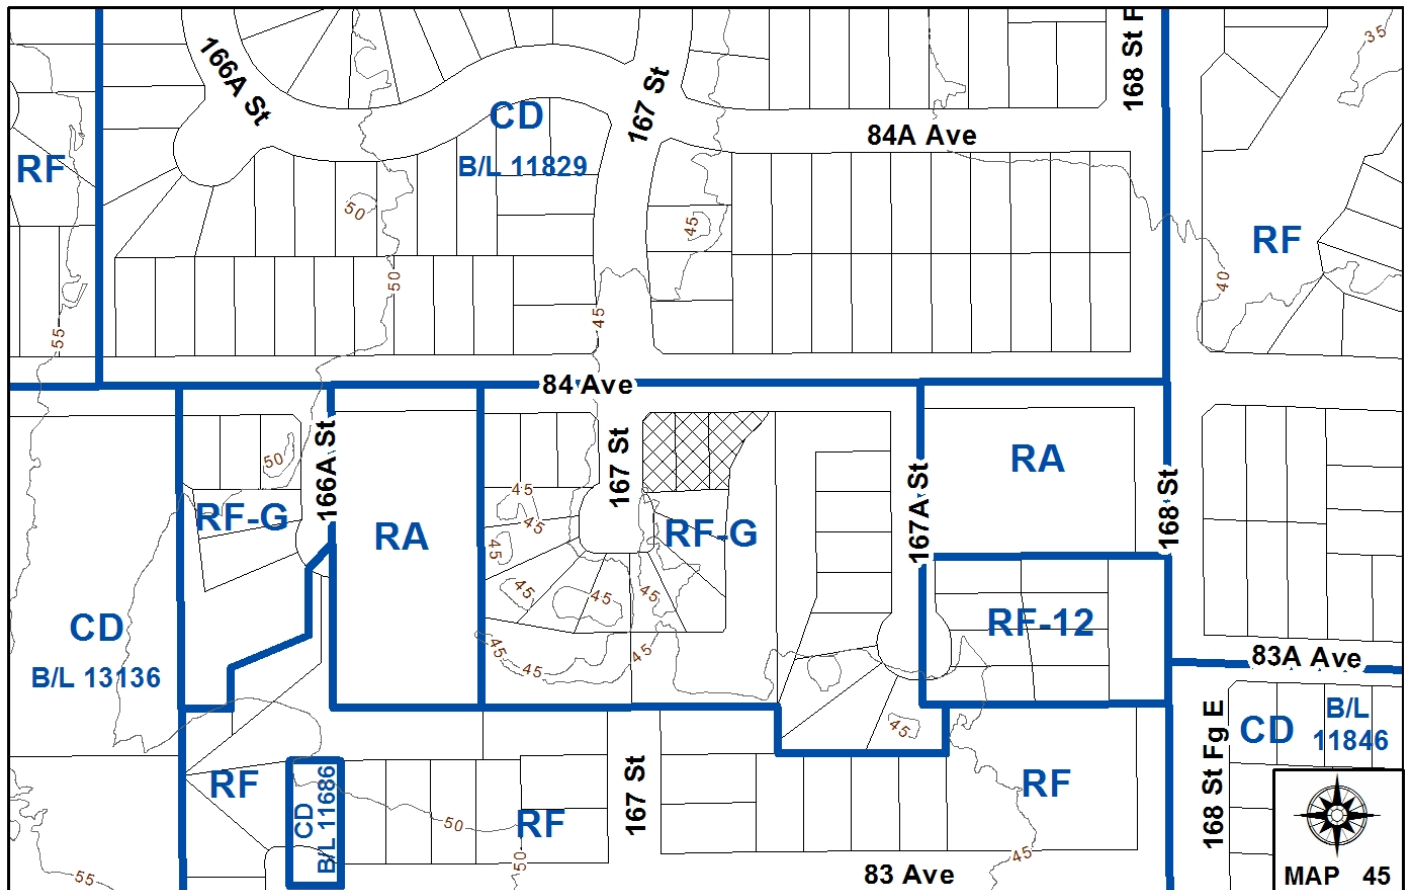 166A St
167 St
168 St F
35
CD
B/L 11829
84A Ave
RF
50
45
RF
50
40
55
45
84 Ave
50
166A St
167 St
RF-G
RA
45
45
45
45
45
45
RF-G
167A St
RA
168 St
CD
B/L 13136
45
45
45
RF-12
83A Ave
45
CD
B/L
11846
168 St Fg E
RF
CD
B/L 11686
50
50
RF
167 St
RF
45
83 Ave
55
MAP 45